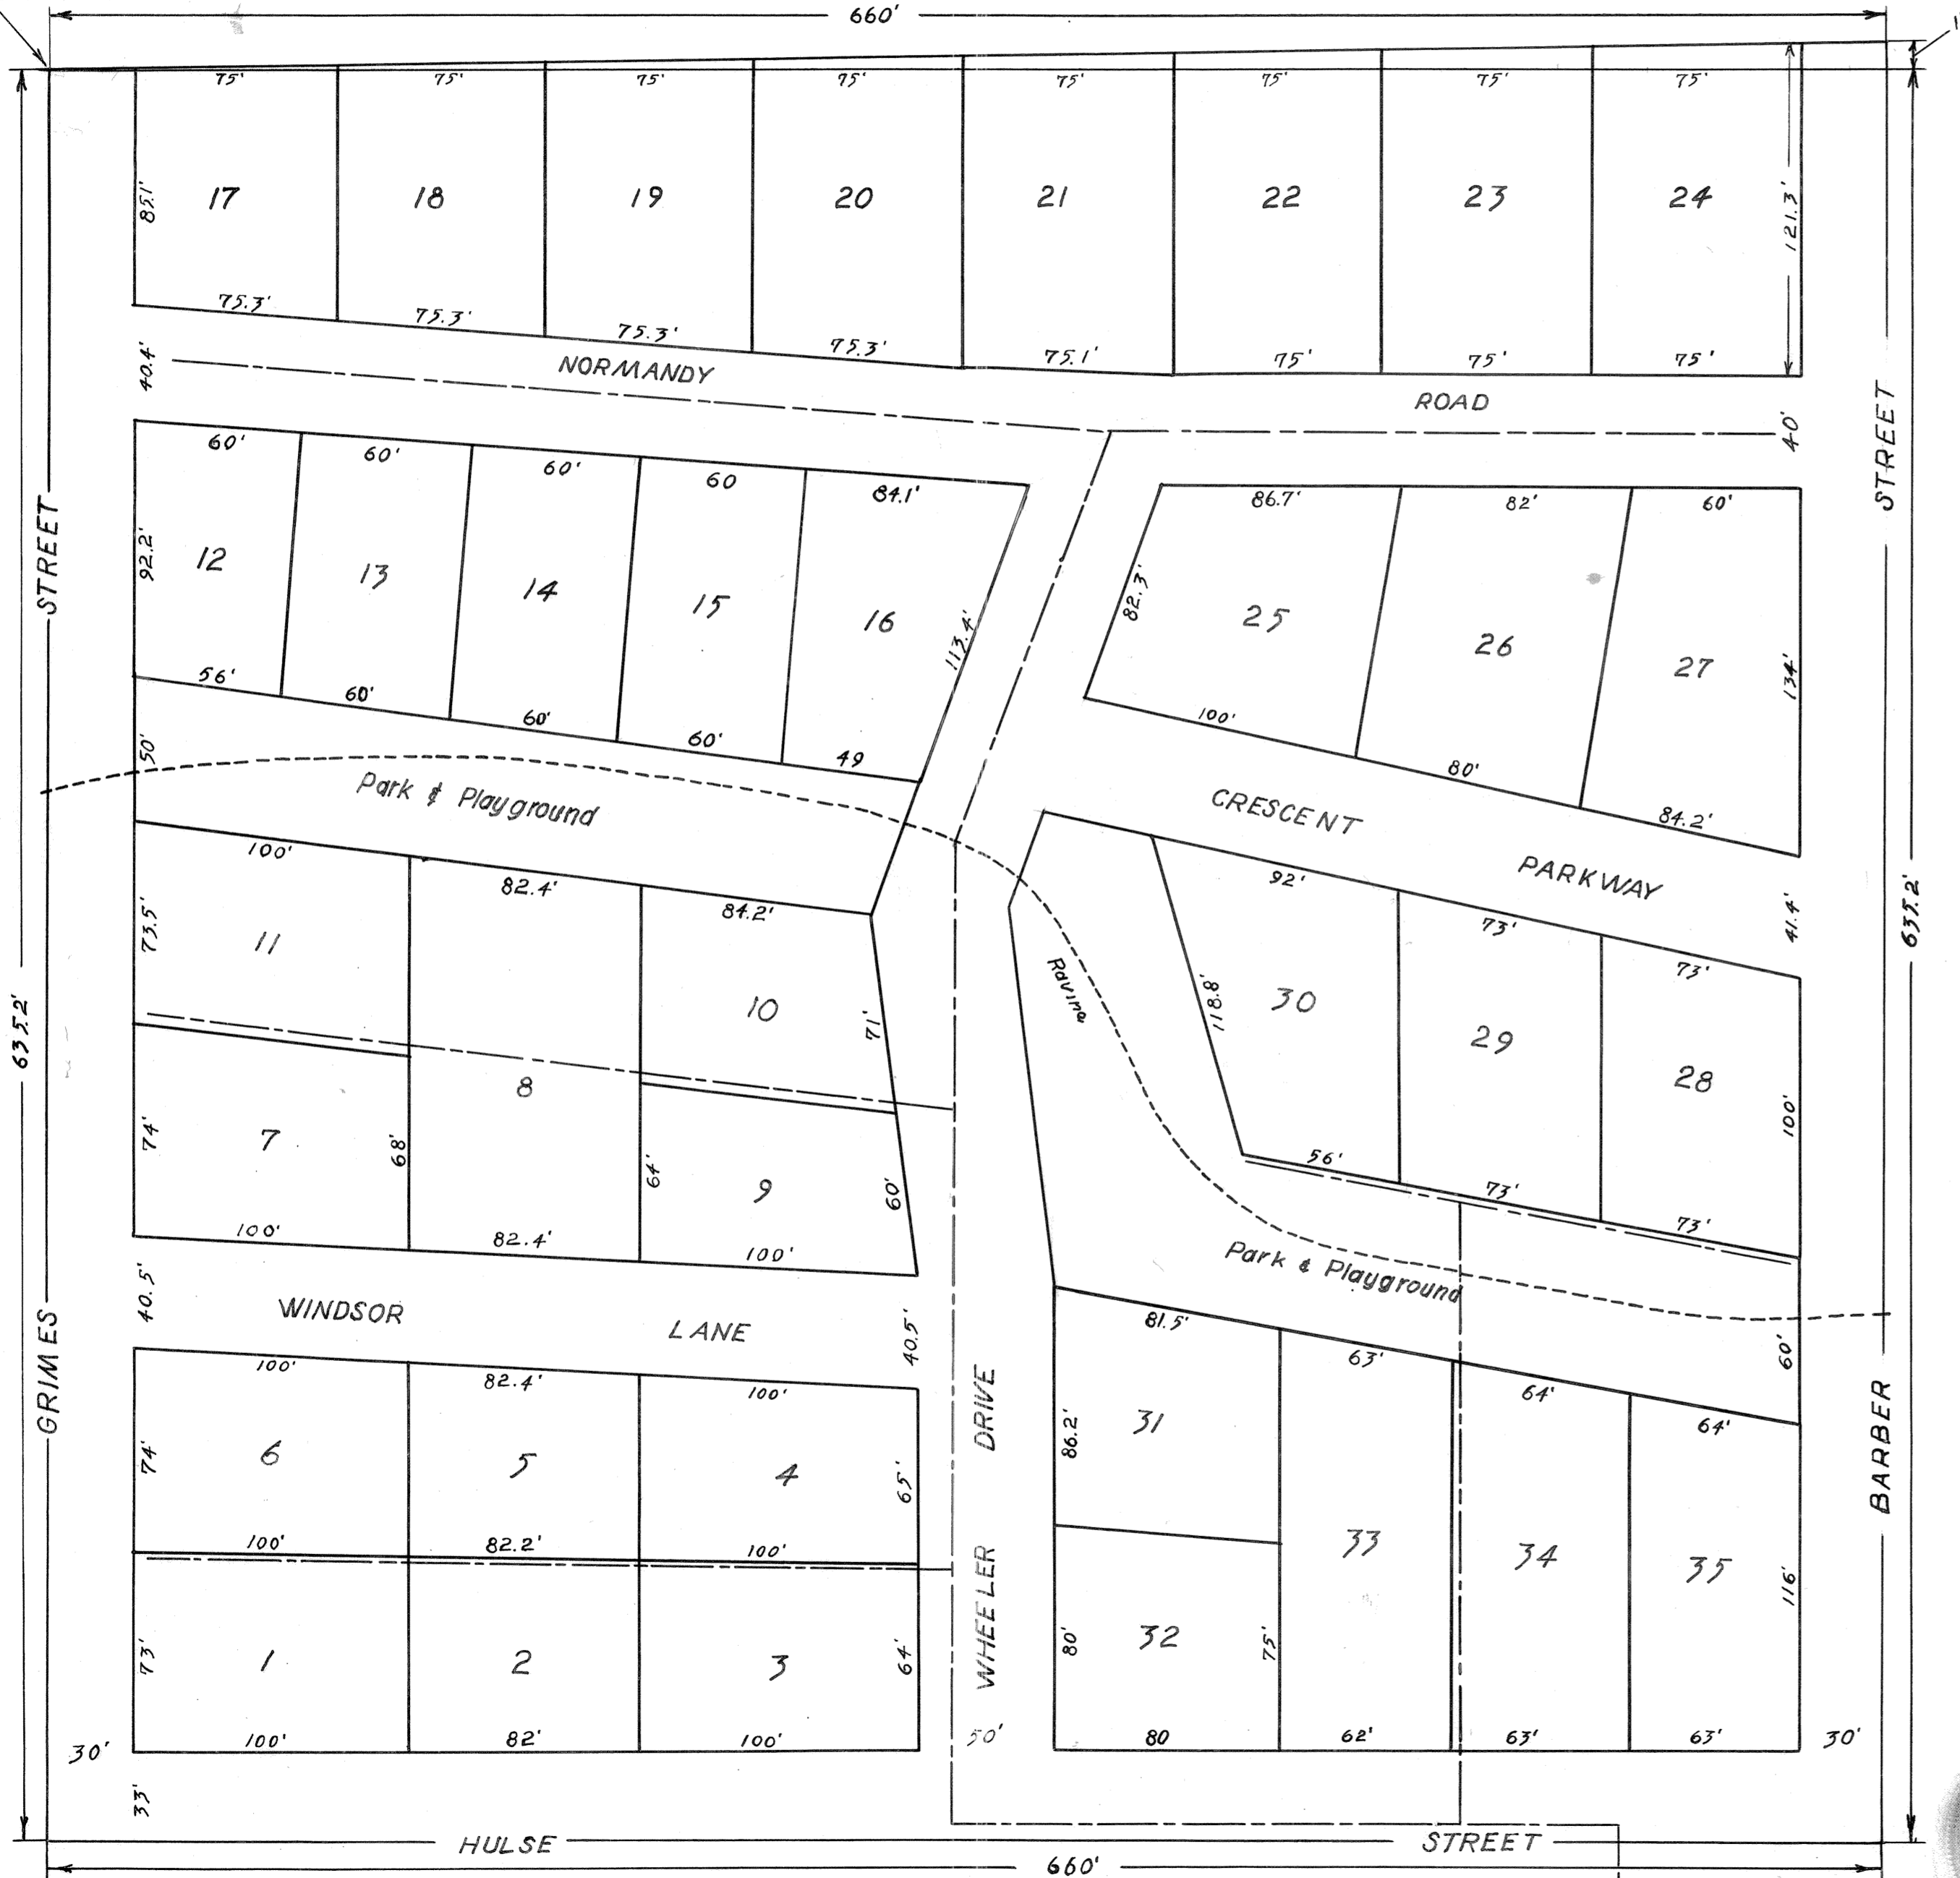 660'
75' 75' 75' 75' 75' 75' 75' 75'
85.1' 17 18 19 20 21 22 23 24 121.3'
75.3' 75.3' 75.3' 75.3' 75.1' 75' 75' 75'
40.4' NORMANDY ROAD 40'
60' 60' 60' 60 84.1' 86.7' 82' 60'
92.2' 12 13 14 15 16 113.4' 82.3' 25 26 27 134'
56' 60' 60' 60' 49 100' 80' 84.2'
50' Park & Playground
CRESCENT PARKWAY 41.4'
100' 82.4' 84.2' 92' 73' 73'
73.5' 11 10 71' Ravine 118.8' 30 29 28 100'
8
74' 7 68' 64' 9 60' 56' 73' 73'
100' 82.4' 100' Park & Playground 60'
40.5' WINDSOR LANE 40.5'
100' 82.4' 100' 81.5' 63' 64' 64'
74' 6 5 4 65' 86.2' 31
100' 82.2' 100' 33 34 35 116'
73' 1 2 3 64' 80' 32 75'
100' 82' 100' 80 62' 63' 63'
30' 50' 30'
33'
WHEELER DRIVE
GRIMES STREET
635.2'
BARBER STREET
635.2'
HULSE STREET
660'